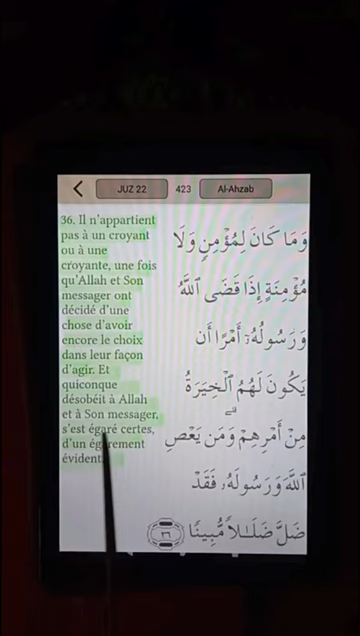 JUZ 22 423 Al-Ahzab
36. Il n'appartient
pas à un croyant
ou à une
croyante, une fois
qu'Allah et Son
messager ont
décidé d'une
chose d'avoir
encore le choix
dans leur façon
d'agir. Et
quiconque
désobéit à Allah
et à Son messager,
s'est égaré certes,
d'un égarement
évident.
وَمَا كَانَ لِمُؤْمِنٍ وَلَا
مُؤْمِنَةٍ إِذَا قَضَى ٱللَّهُ
وَرَسُولُهُۥٓ أَمْرًا أَن
يَكُونَ لَهُمُ ٱلْخِيَرَةُ
مِنْ أَمْرِهِمْ ۗ وَمَن يَعْصِ
ٱللَّهَ وَرَسُولَهُۥ فَقَدْ
ضَلَّ ضَلَـٰلًا مُّبِينًا ٣٦